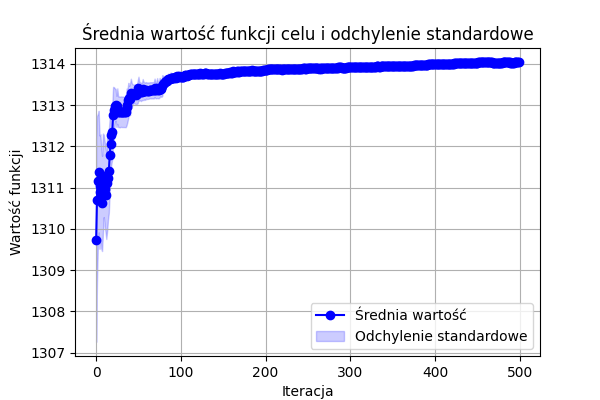 Średnia wartość funkcji celu i odchylenie standardowe
1314
1313
1312
1311
1310
1309
1308
1307
Wartość funkcji
0 100 200 300 400 500
Iteracja
Średnia wartość
Odchylenie standardowe